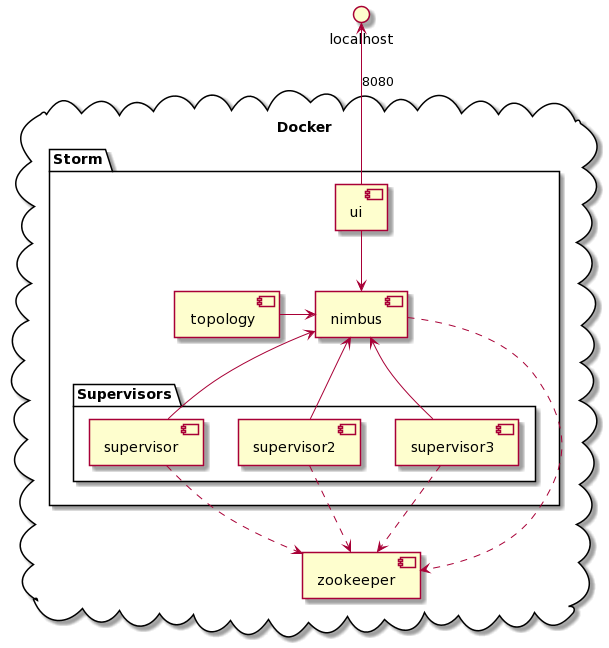 localhost
8080
Docker
Storm
ui
topology
nimbus
Supervisors
supervisor
supervisor2
supervisor3
zookeeper